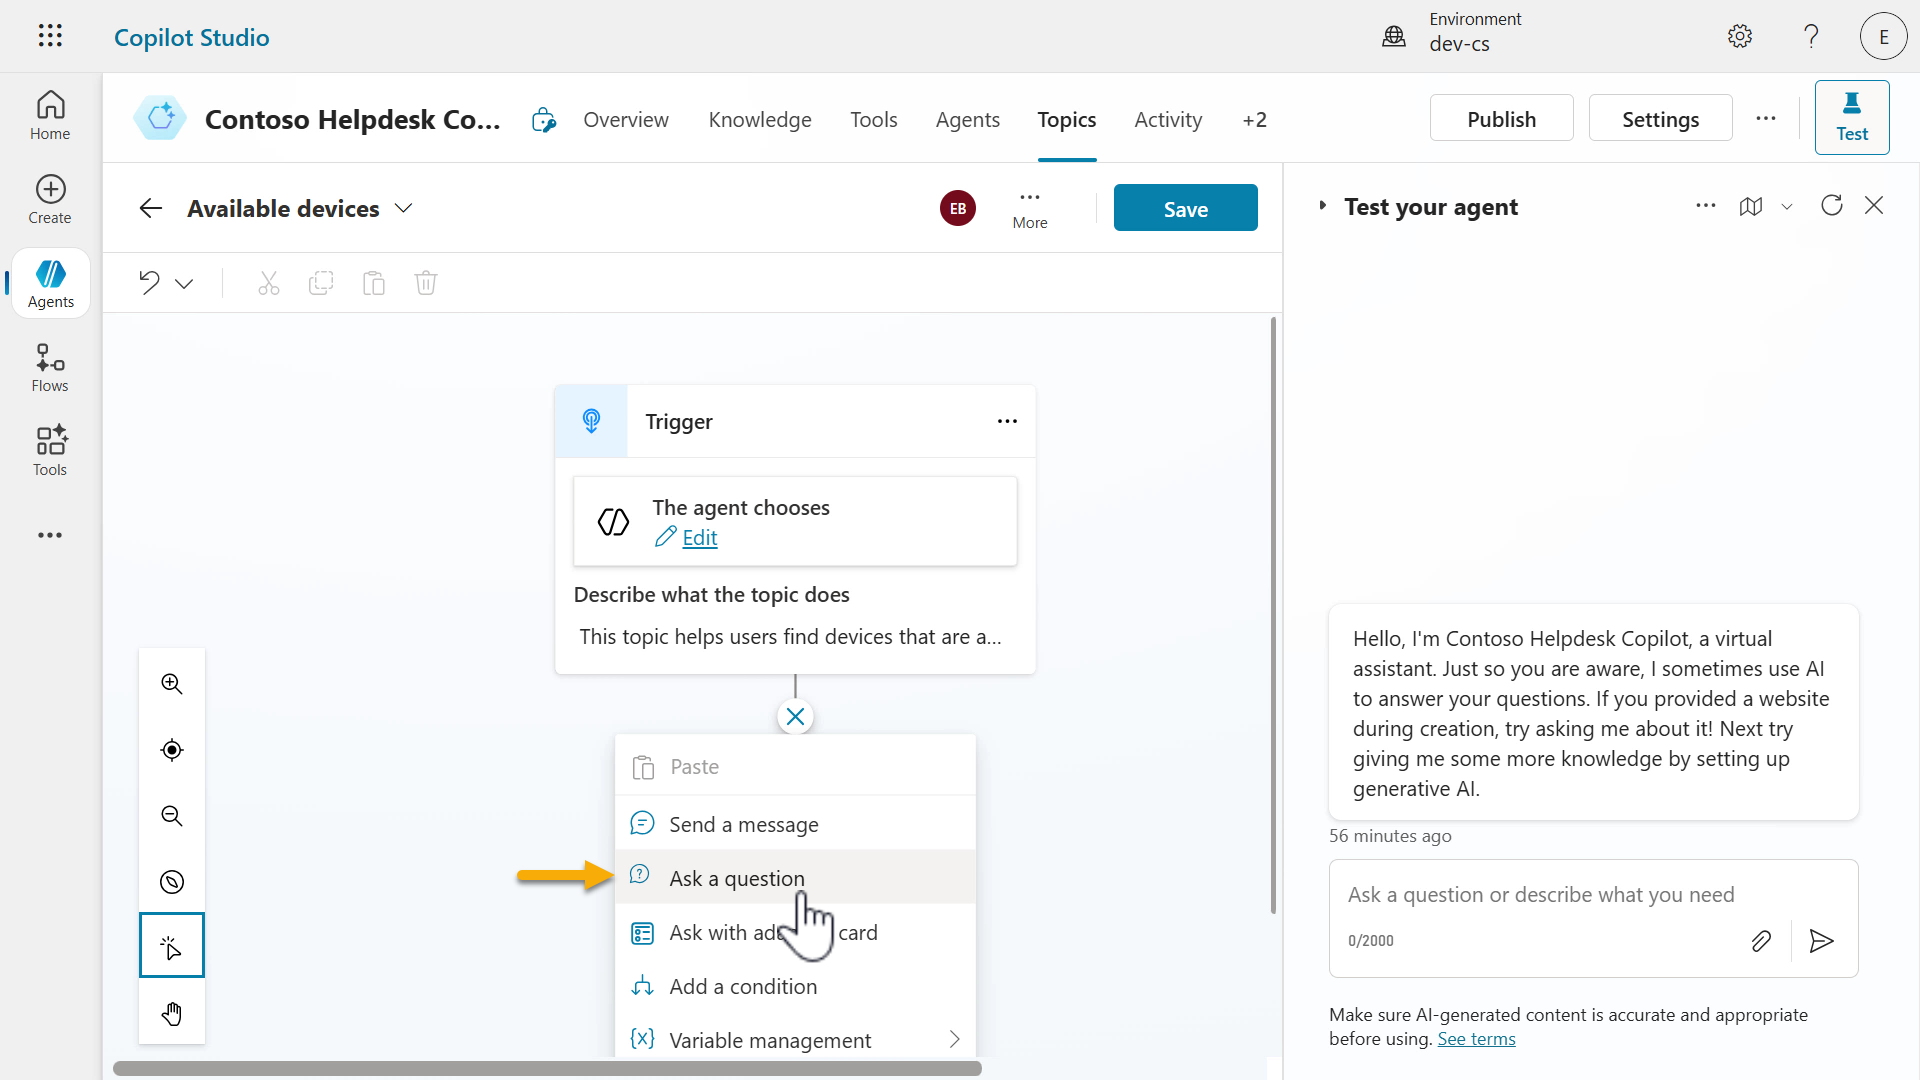 Copilot Studio
Environment
dev-cs
?
E
Home
Create
Agents
Flows
Tools
Contoso Helpdesk Co...
Overview
Knowledge
Tools
Agents
Topics
Activity
+2
Publish
Settings
Test
Available devices
EB
More
Save
Trigger
The agent chooses
Edit
Describe what the topic does
This topic helps users find devices that are a...
Paste
Send a message
Ask a question
Ask with ad card
Add a condition
Variable management
Test your agent
Hello, I'm Contoso Helpdesk Copilot, a virtual
assistant. Just so you are aware, I sometimes use AI
to answer your questions. If you provided a website
during creation, try asking me about it! Next try
giving me some more knowledge by setting up
generative AI.
56 minutes ago
Ask a question or describe what you need
0/2000
Make sure AI-generated content is accurate and appropriate
before using. See terms